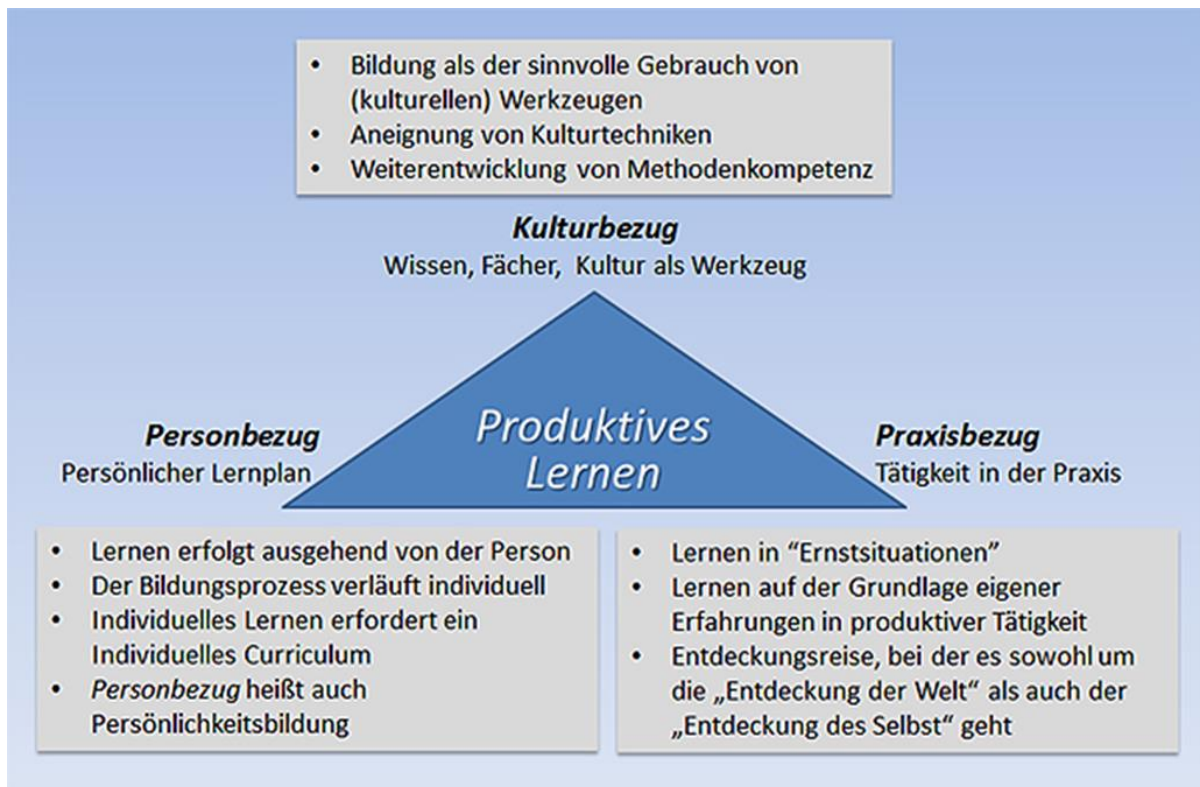 • Bildung als der sinnvolle Gebrauch von
(kulturellen) Werkzeugen
• Aneignung von Kulturtechniken
• Weiterentwicklung von Methodenkompetenz
Kulturbezug
Wissen, Fächer, Kultur als Werkzeug
Produktives
Lernen
Personbezug
Persönlicher Lernplan
Praxisbezug
Tätigkeit in der Praxis
• Lernen erfolgt ausgehend von der Person
• Der Bildungsprozess verläuft individuell
• Individuelles Lernen erfordert ein
Individuelles Curriculum
• Personbezug heißt auch
Persönlichkeitsbildung
• Lernen in “Ernstsituationen”
• Lernen auf der Grundlage eigener
Erfahrungen in produktiver Tätigkeit
• Entdeckungsreise, bei der es sowohl um
die „Entdeckung der Welt“ als auch der
„Entdeckung des Selbst“ geht